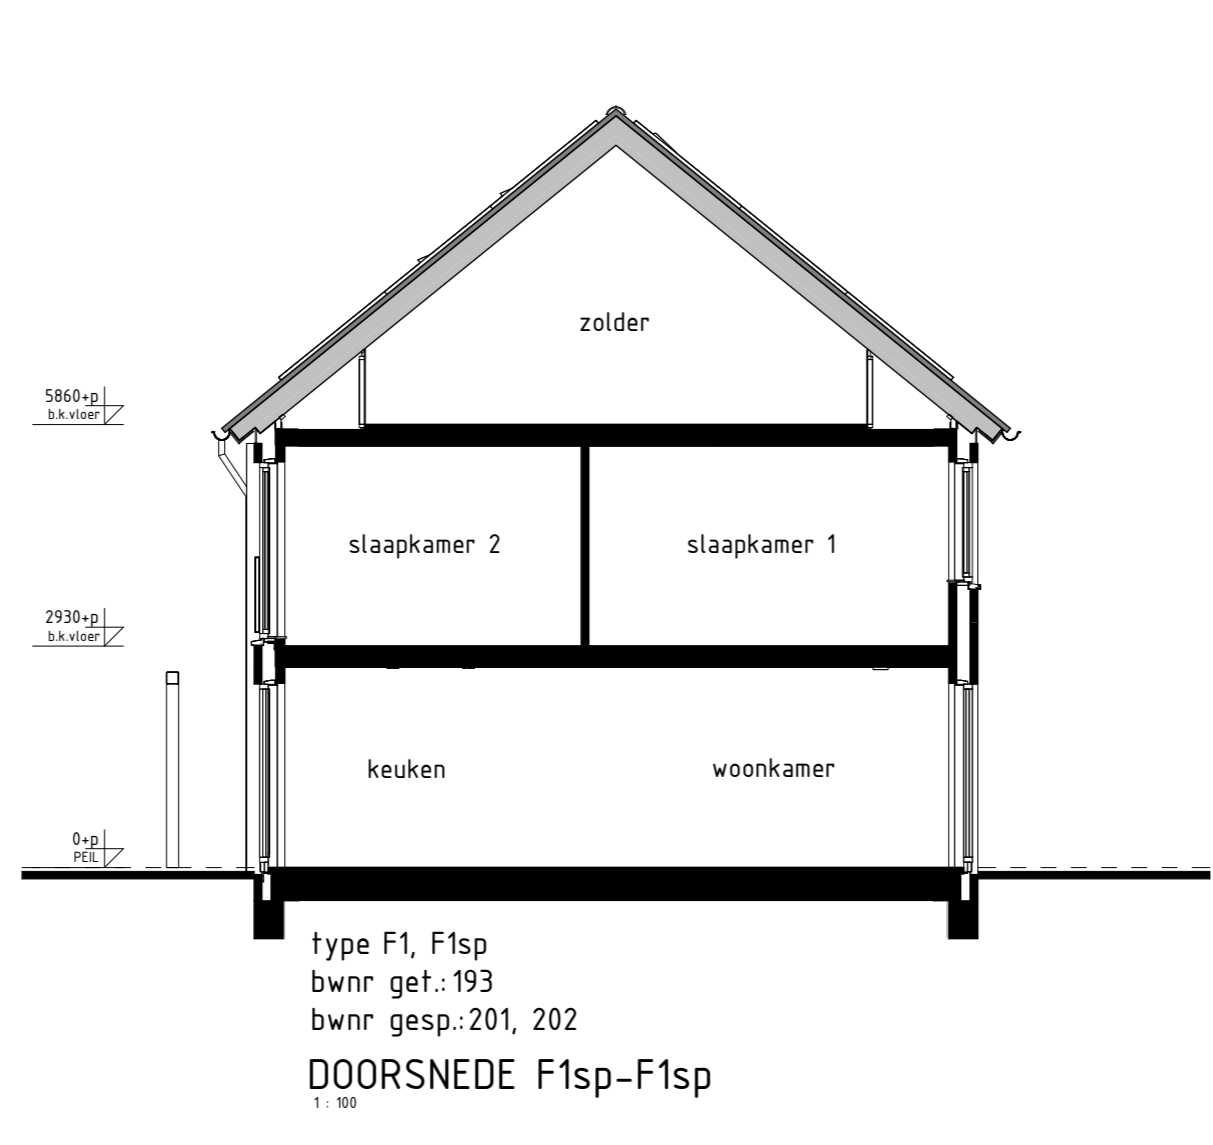 zolder
5860+p
b.k.vloer
slaapkamer 2
slaapkamer 1
2930+p
b.k.vloer
keuken
woonkamer
0+p
PEIL
type F1, F1sp
bwnr get.:193
bwnr gesp.:201, 202
DOORSNEDE F1sp-F1sp
1 : 100